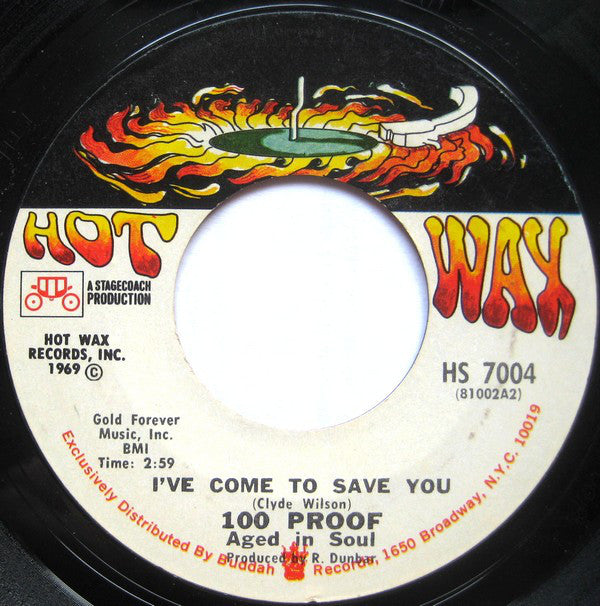 HOT WAX
A STAGECOACH
PRODUCTION
HOT WAX
RECORDS, INC.
1969 ©
HS 7004
(81002A2)
Gold Forever
Music, Inc.
BMI
Time: 2:59
I'VE COME TO SAVE YOU
(Clyde Wilson)
100 PROOF
Aged in Soul
Produced by R. Dunbar
Exclusively Distributed By Buddah Records, 1650 Broadway, N.Y.C. 10019